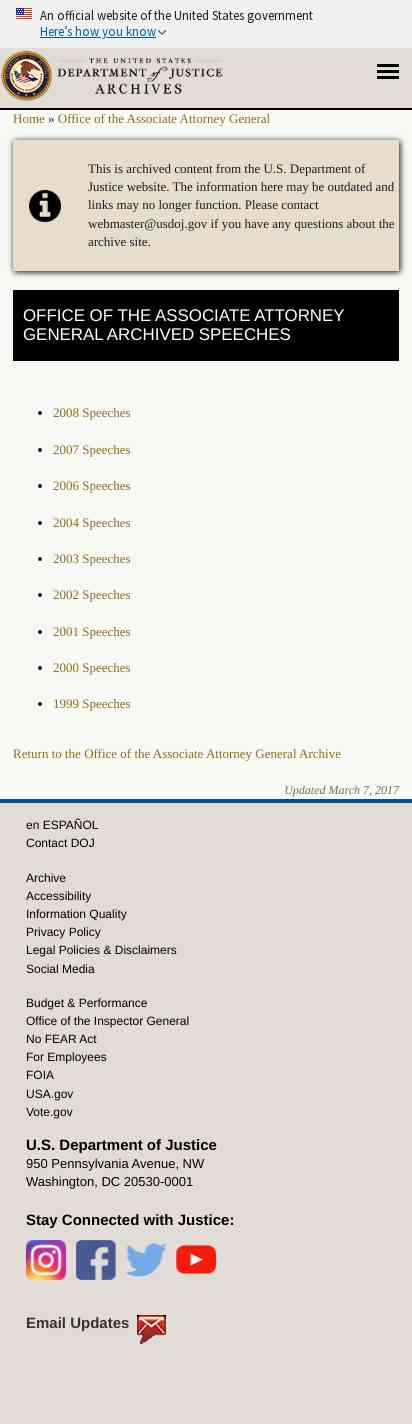 An official website of the United States government
Here's how you know
THE UNITED STATES
DEPARTMENT of JUSTICE
ARCHIVES
Home » Office of the Associate Attorney General
This is archived content from the U.S. Department of
Justice website. The information here may be outdated and
links may no longer function. Please contact
webmaster@usdoj.gov if you have any questions about the
archive site.
OFFICE OF THE ASSOCIATE ATTORNEY
GENERAL ARCHIVED SPEECHES
2008 Speeches
2007 Speeches
2006 Speeches
2004 Speeches
2003 Speeches
2002 Speeches
2001 Speeches
2000 Speeches
1999 Speeches
Return to the Office of the Associate Attorney General Archive
Updated March 7, 2017
en ESPAÑOL
Contact DOJ
Archive
Accessibility
Information Quality
Privacy Policy
Legal Policies & Disclaimers
Social Media
Budget & Performance
Office of the Inspector General
No FEAR Act
For Employees
FOIA
USA.gov
Vote.gov
U.S. Department of Justice
950 Pennsylvania Avenue, NW
Washington, DC 20530-0001
Stay Connected with Justice:
Email Updates